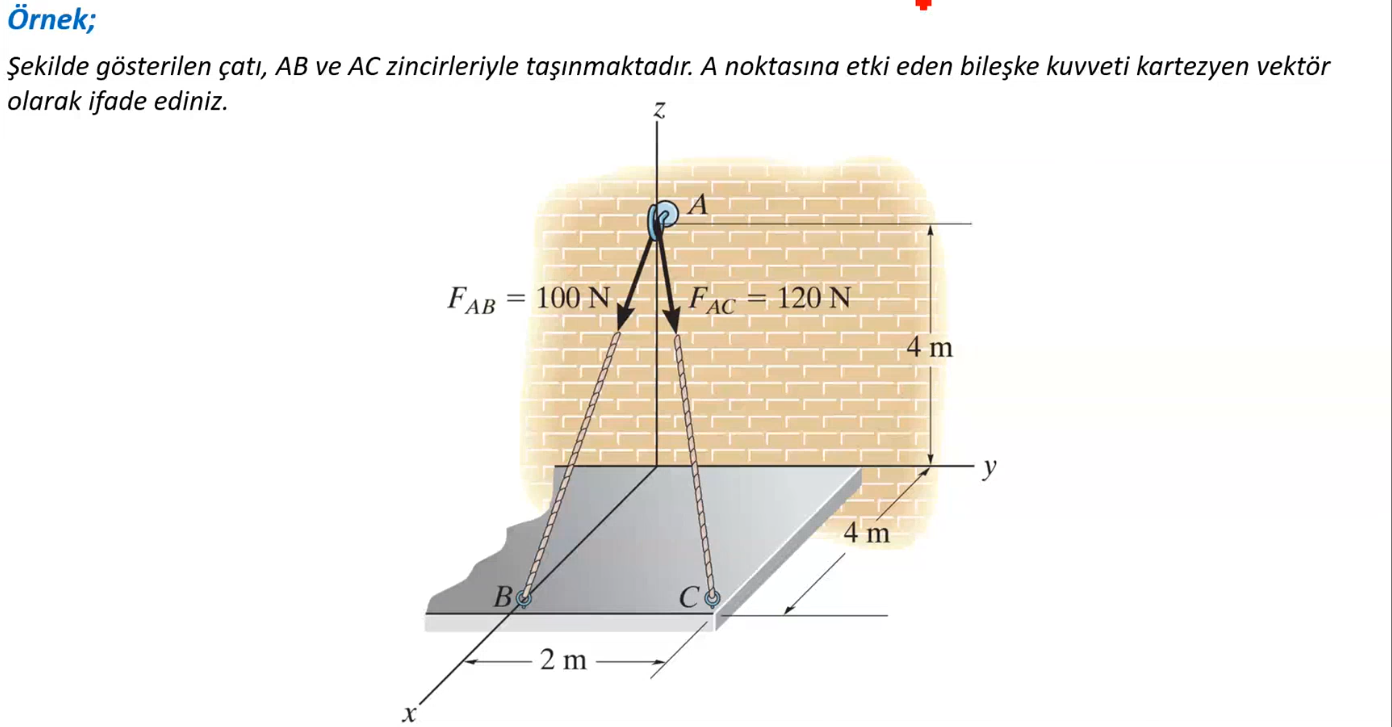 Örnek;
Şekilde gösterilen çatı, AB ve AC zincirleriyle taşınmaktadır. A noktasına etki eden bileşke kuvveti kartezyen vektör
olarak ifade ediniz.
z
A
F_AB = 100 N
F_AC = 120 N
4 m
y
4 m
B
C
2 m
x